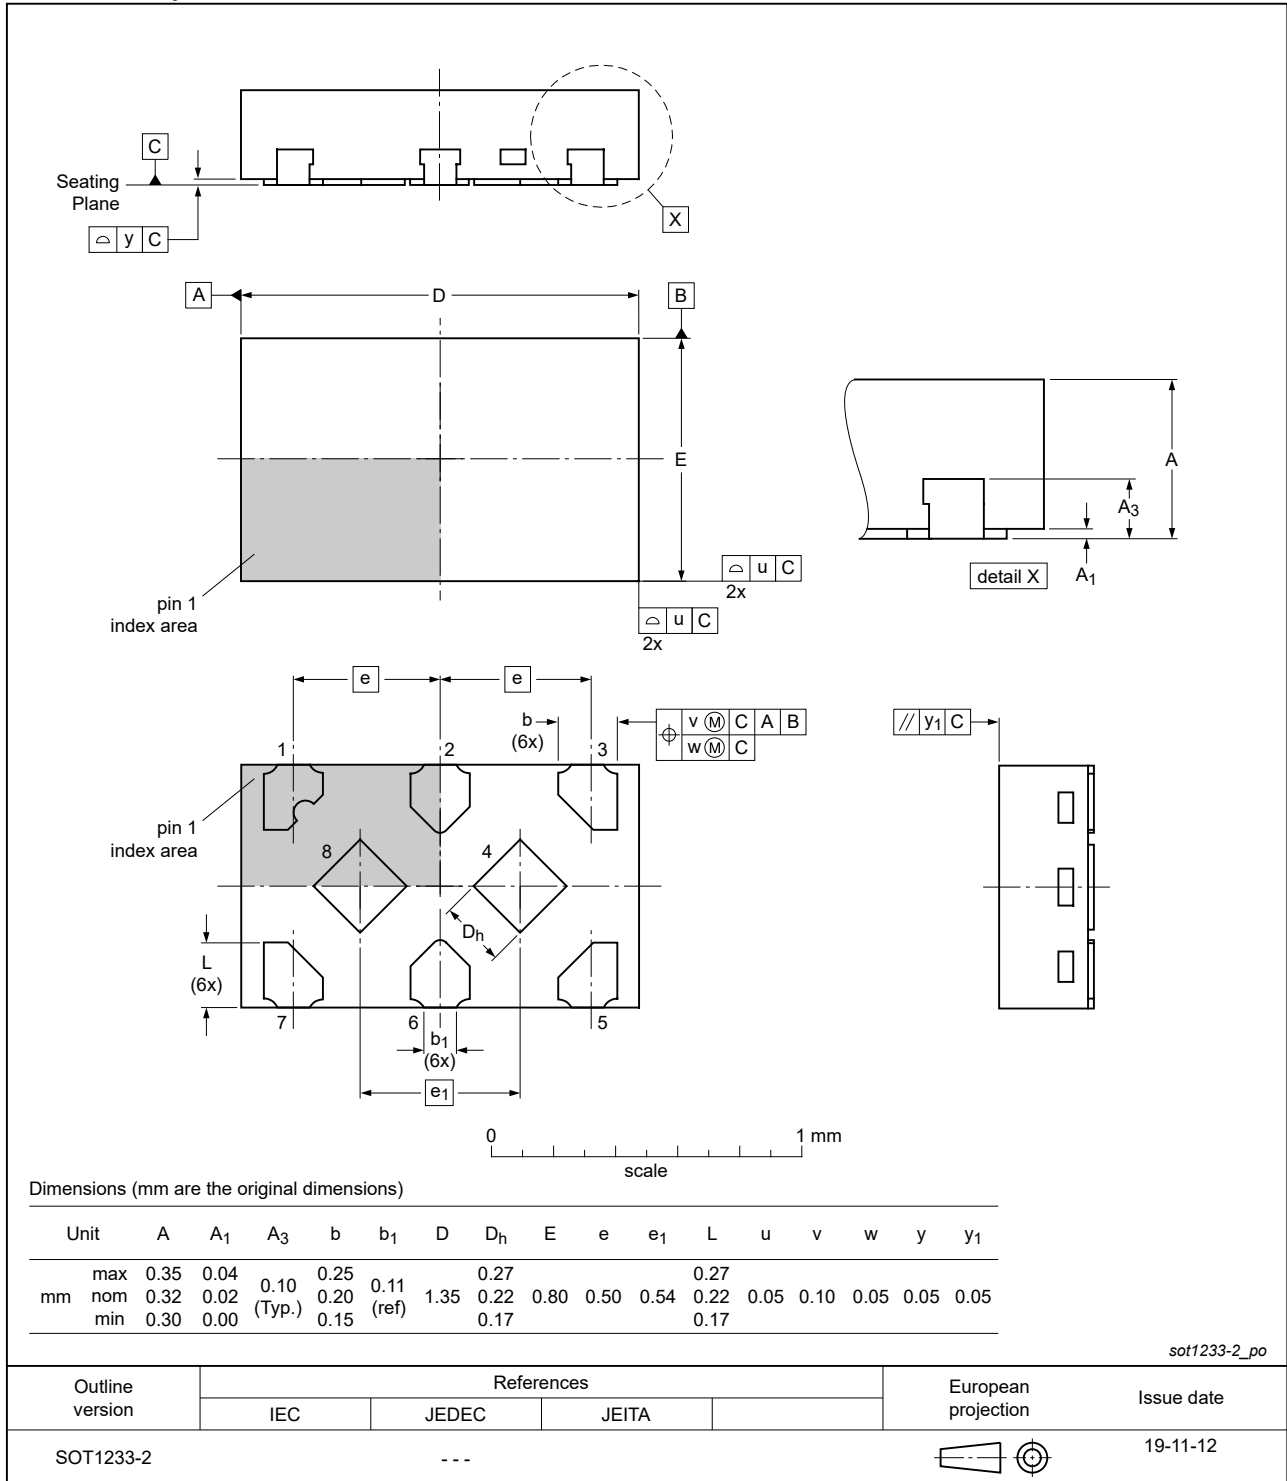 C
Seating
Plane
y C
X
A
D
B
E
A
A3
A1
detail X
u C
2x
u C
2x
pin 1
index area
e
e
b
(6x)
v M C A B
w M C
// y1 C
1
2
3
pin 1
index area
8
4
Dh
L
(6x)
7
6
5
b1
(6x)
e1
0
1 mm
scale
Dimensions (mm are the original dimensions)
Unit A A1 A3 b b1 D Dh E e e1 L u v w y y1
mm
max 0.35 0.04 0.25 0.27 0.27
nom 0.32 0.02 0.10 (Typ.) 0.20 0.11 (ref) 1.35 0.22 0.80 0.50 0.54 0.22 0.05 0.10 0.05 0.05 0.05
min 0.30 0.00 0.15 0.17 0.17
sot1233-2_po
Outline
version
References
European
projection
Issue date
IEC JEDEC JEITA
SOT1233-2
- - -
19-11-12